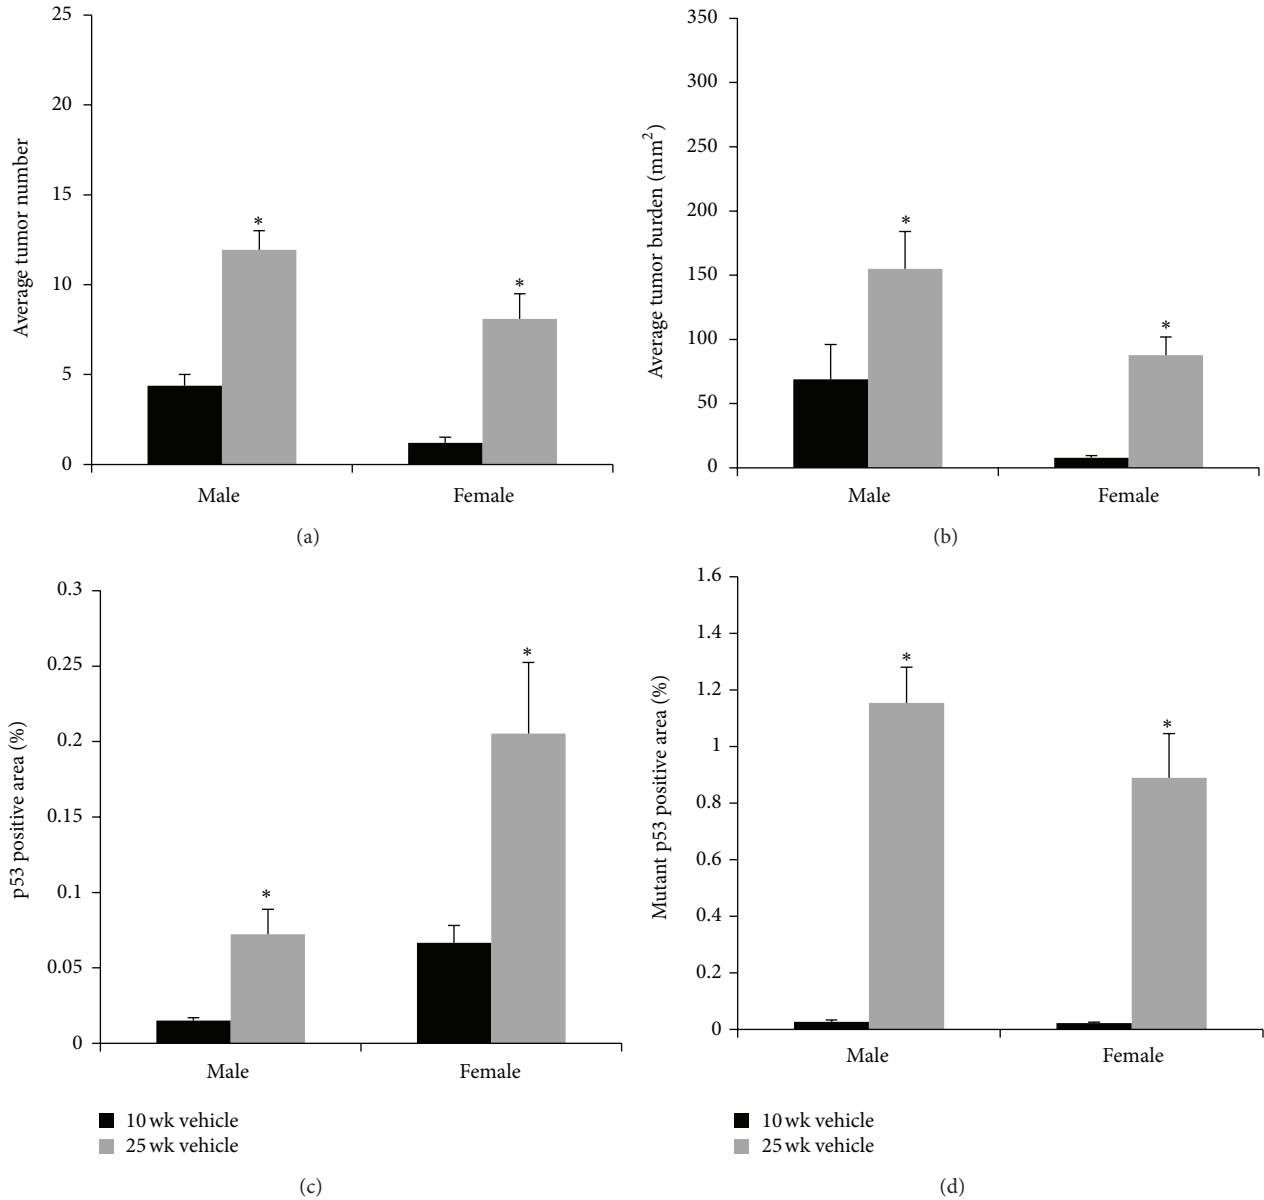 25
20
15
10
5
0
Average tumor number
*
*
Male
Female
(a)
350
300
250
200
150
100
50
0
Average tumor burden (mm²)
*
*
Male
Female
(b)
0.3
0.25
0.2
0.15
0.1
0.05
0
p53 positive area (%)
*
*
Male
Female
10 wk vehicle
25 wk vehicle
(c)
1.6
1.4
1.2
1
0.8
0.6
0.4
0.2
0
Mutant p53 positive area (%)
*
*
Male
Female
10 wk vehicle
25 wk vehicle
(d)